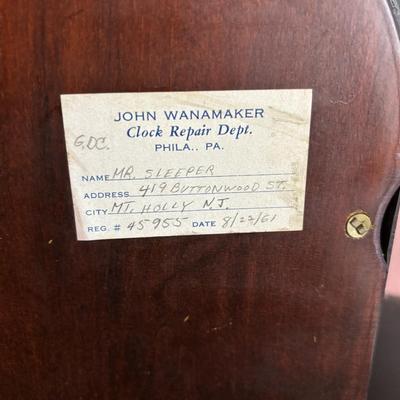 JOHN WANAMAKER
Clock Repair Dept.
PHILA., PA.
G.D.C.
NAME MR. SLEEPER
ADDRESS 419 BUTTONWOOD ST.
CITY MT. HOLLY N.J.
REG. # 45955 DATE 8/22/61